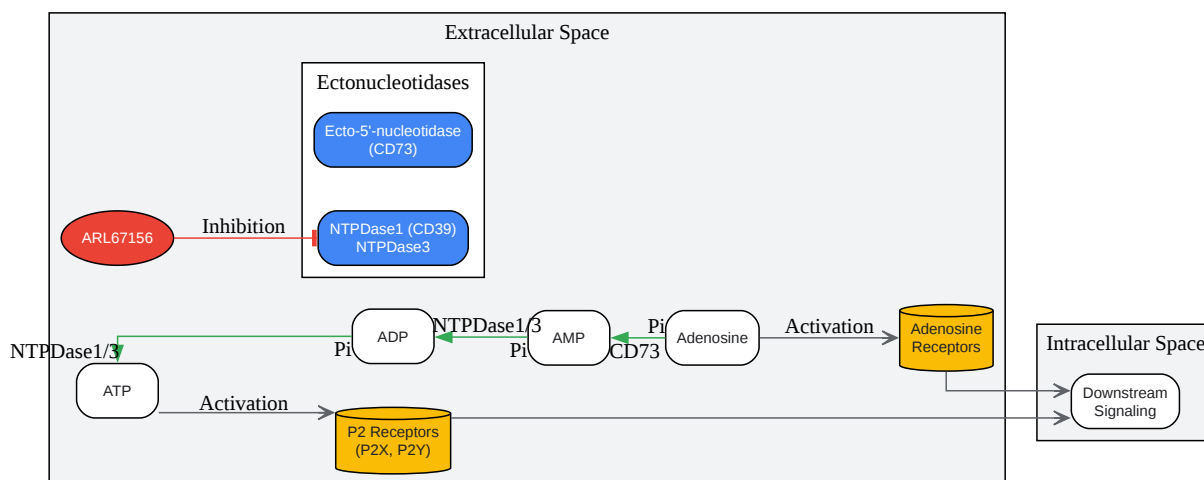 Extracellular Space
Ectonucleotidases
Ecto-5'-nucleotidase
(CD73)
ARL67156
Inhibition
NTPDase1 (CD39)
NTPDase3
NTPDase1/3
Pi
ADP
NTPDase1/3
Pi
AMP
Pi
CD73
Adenosine
Activation
Adenosine
Receptors
Intracellular Space
Downstream
Signaling
ATP
Activation
P2 Receptors
(P2X, P2Y)